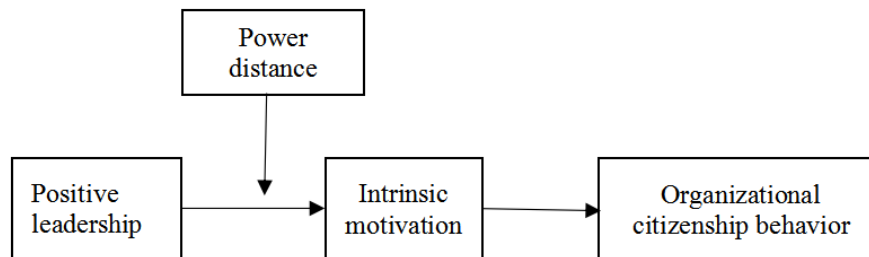 Power
distance
Positive
leadership
Intrinsic
motivation
Organizational
citizenship behavior